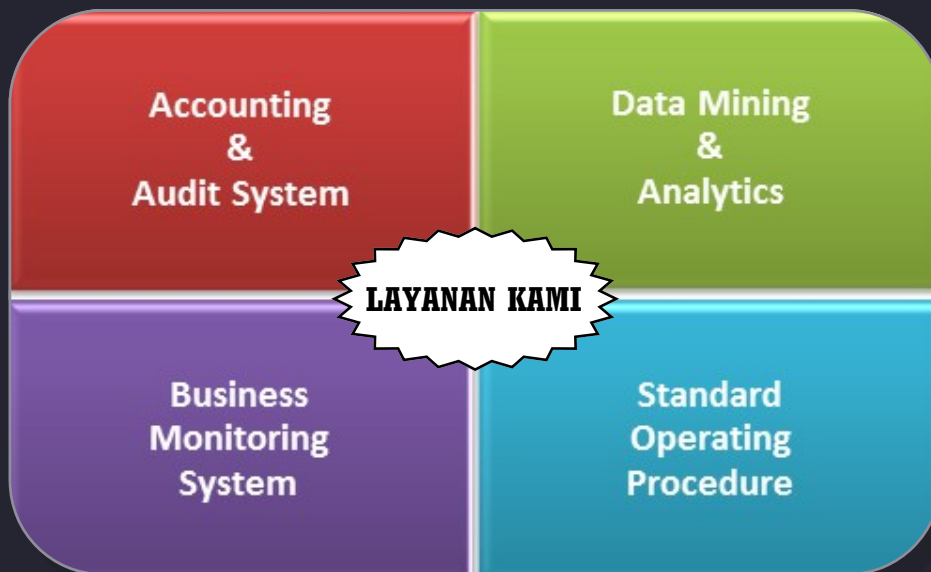 Accounting
&
Audit System
Data Mining
&
Analytics
LAYANAN KAMI
Business
Monitoring
System
Standard
Operating
Procedure